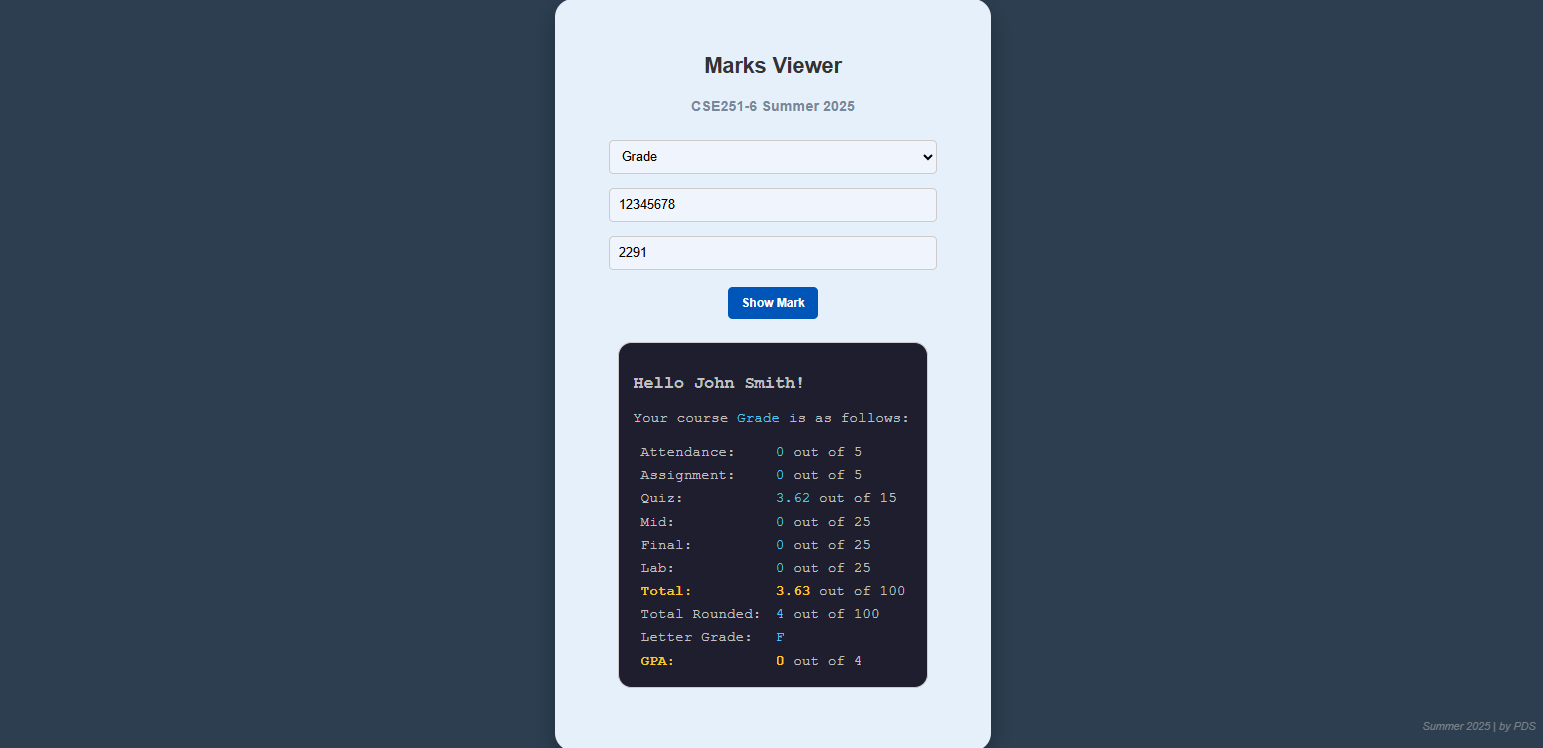 Marks Viewer
CSE251-6 Summer 2025
Grade
12345678
2291
Show Mark
Hello John Smith!
Your course Grade is as follows:
Attendance: 0 out of 5
Assignment: 0 out of 5
Quiz: 3.62 out of 15
Mid: 0 out of 25
Final: 0 out of 25
Lab: 0 out of 25
Total: 3.63 out of 100
Total Rounded: 4 out of 100
Letter Grade: F
GPA: 0 out of 4
Summer 2025 | by PDS